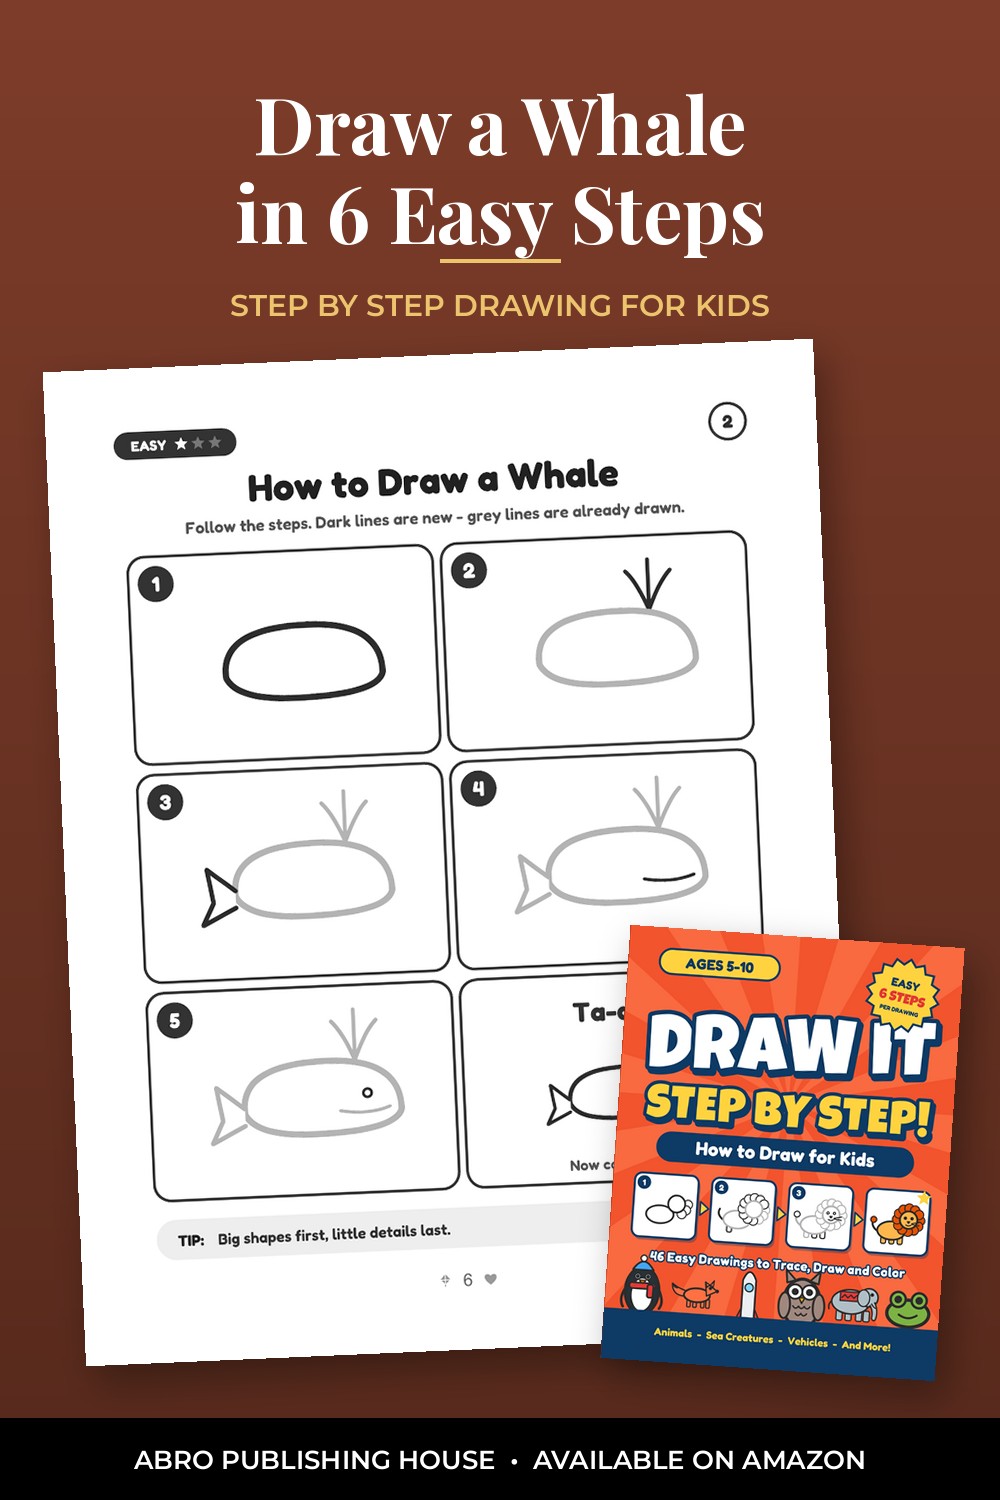 Draw a Whale
in 6 Easy Steps
STEP BY STEP DRAWING FOR KIDS
EASY
2
How to Draw a Whale
Follow the steps. Dark lines are new - grey lines are already drawn.
1
2
3
4
5
Ta-
Now
TIP: Big shapes first, little details last.
6
AGES 5-10
EASY
6 STEPS
PER DRAWING
DRAW IT
STEP BY STEP!
How to Draw for Kids
1
2
3
46 Easy Drawings to Trace, Draw and Color
Animals - Sea Creatures - Vehicles - And More!
ABRO PUBLISHING HOUSE • AVAILABLE ON AMAZON